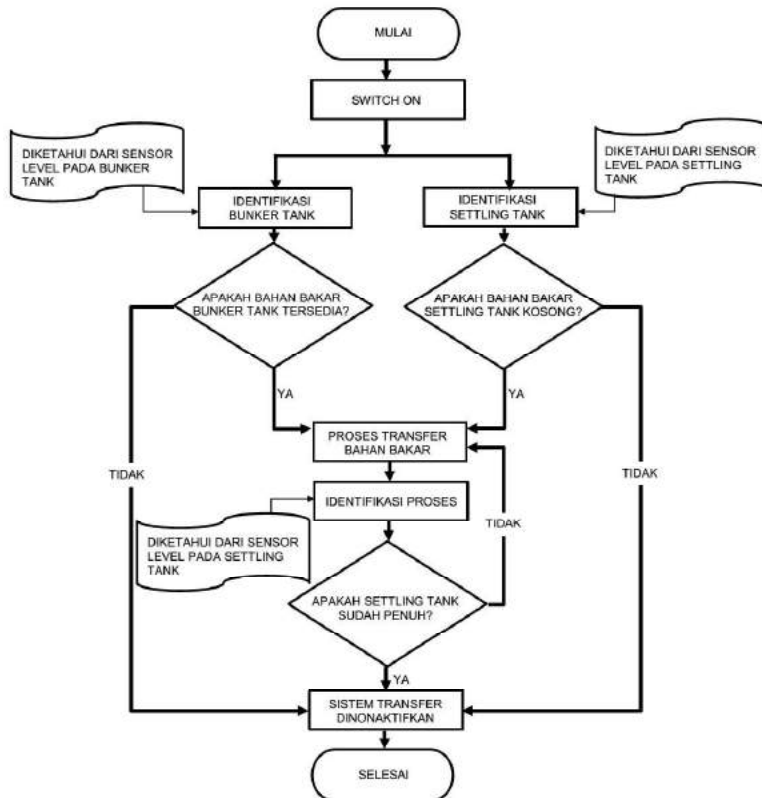 MULAI
SWITCH ON
DIKETAHUI DARI SENSOR
LEVEL PADA BUNKER
TANK
DIKETAHUI DARI SENSOR
LEVEL PADA SETTLING
TANK
IDENTIFIKASI
BUNKER TANK
IDENTIFIKASI
SETTLING TANK
APAKAH BAHAN BAKAR
BUNKER TANK TERSEDIA?
APAKAH BAHAN BAKAR
SETTLING TANK KOSONG?
YA
YA
PROSES TRANSFER
BAHAN BAKAR
TIDAK
TIDAK
IDENTIFIKASI PROSES
TIDAK
DIKETAHUI DARI SENSOR
LEVEL PADA SETTLING
TANK
APAKAH SETTLING TANK
SUDAH PENUH?
YA
SISTEM TRANSFER
DINONAKTIFKAN
SELESAI